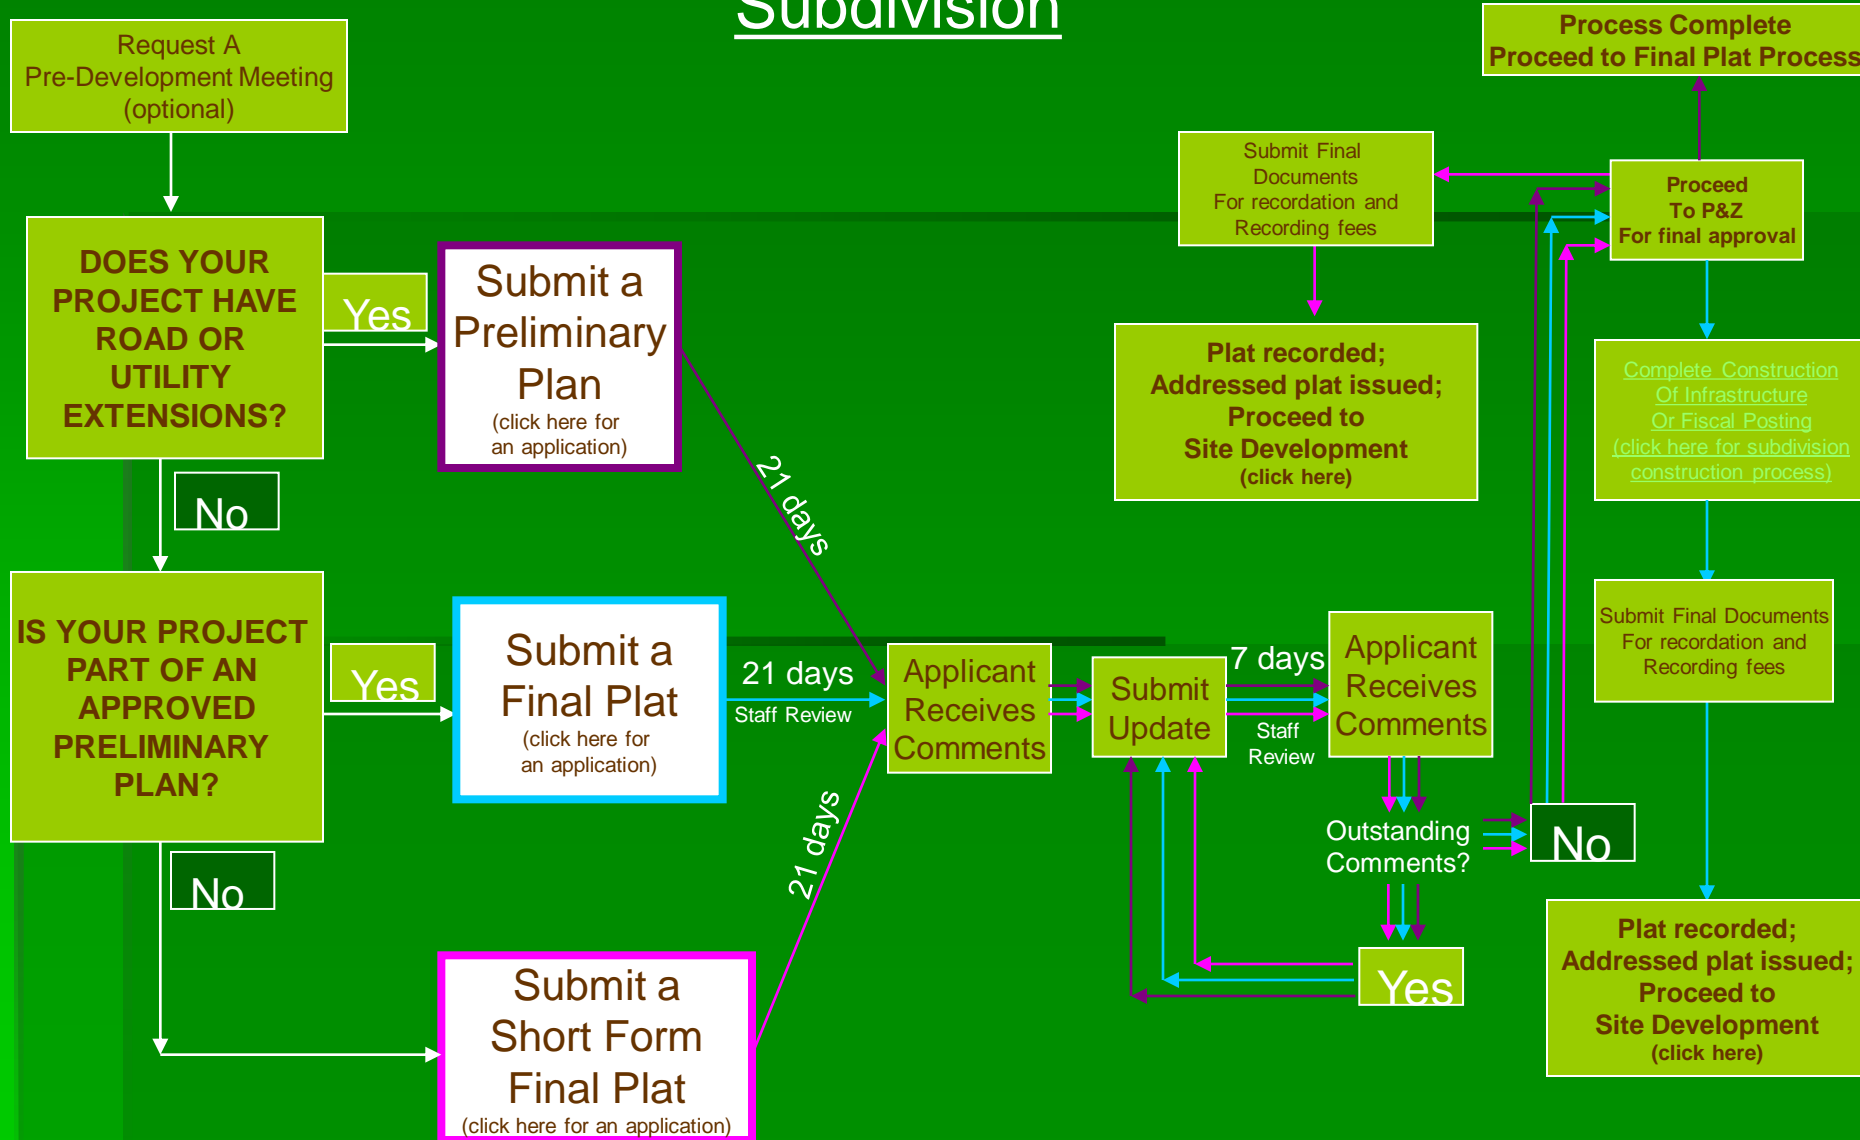 Subdivision
Request A
Pre-Development Meeting
(optional)
Process Complete
Proceed to Final Plat Process
Submit Final
Documents
For recordation and
Recording fees
Proceed
To P&Z
For final approval
DOES YOUR
PROJECT HAVE
ROAD OR
UTILITY
EXTENSIONS?
Yes
Submit a
Preliminary
Plan
(click here for
an application)
Plat recorded;
Addressed plat issued;
Proceed to
Site Development
(click here)
Complete Construction
Of Infrastructure
Or Fiscal Posting
(click here for subdivision
construction process)
21 days
No
IS YOUR PROJECT
PART OF AN
APPROVED
PRELIMINARY
PLAN?
Yes
Submit a
Final Plat
(click here for
an application)
21 days
Staff Review
Applicant
Receives
Comments
Submit
Update
7 days
Staff
Review
Applicant
Receives
Comments
Submit Final Documents
For recordation and
Recording fees
Outstanding
Comments?
No
21 days
No
Yes
Plat recorded;
Addressed plat issued;
Proceed to
Site Development
(click here)
Submit a
Short Form
Final Plat
(click here for an application)